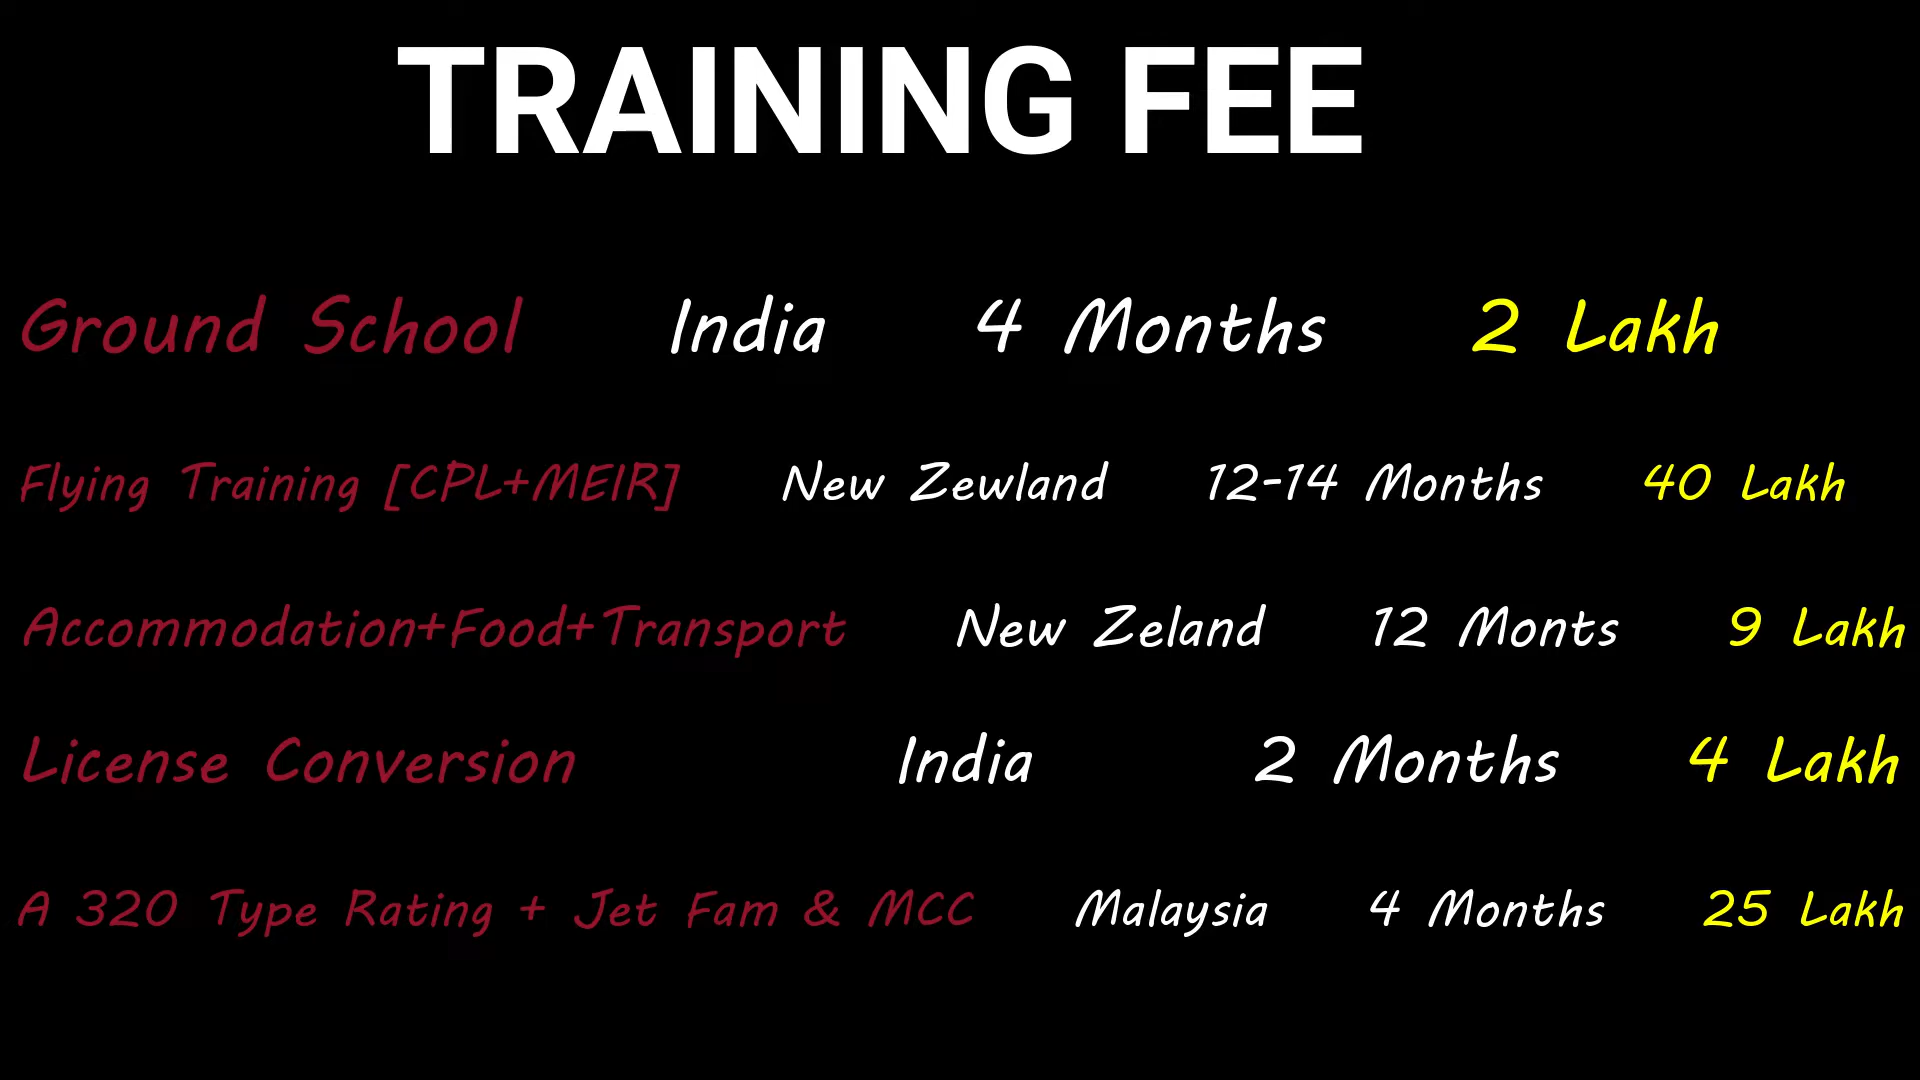 TRAINING FEE
Ground School India 4 Months 2 Lakh
Flying Training [CPL+MEIR] New Zewland 12-14 Months 40 Lakh
Accommodation+Food+Transport New Zeland 12 Monts 9 Lakh
License Conversion India 2 Months 4 Lakh
A 320 Type Rating + Jet Fam & MCC Malaysia 4 Months 25 Lakh